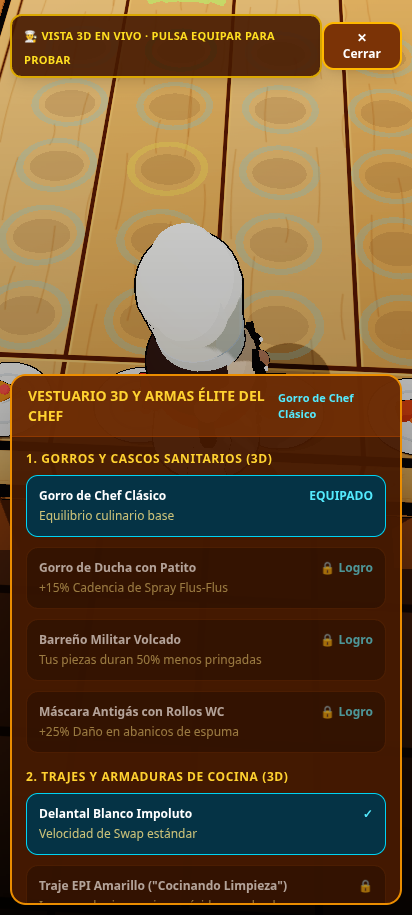 👨‍🍳 VISTA 3D EN VIVO · PULSA EQUIPAR PARA
PROBAR
✕
Cerrar
VESTUARIO 3D Y ARMAS ÉLITE DEL
CHEF
Gorro de Chef
Clásico
1. GORROS Y CASCOS SANITARIOS (3D)
Gorro de Chef Clásico
EQUIPADO
Equilibrio culinario base
Gorro de Ducha con Patito
🔒 Logro
+15% Cadencia de Spray Flus-Flus
Barreño Militar Volcado
🔒 Logro
Tus piezas duran 50% menos pringadas
Máscara Antigás con Rollos WC
🔒 Logro
+25% Daño en abanicos de espuma
2. TRAJES Y ARMADURAS DE COCINA (3D)
Delantal Blanco Impoluto
✓
Velocidad de Swap estándar
Traje EPI Amarillo ("Cocinando Limpieza")
🔒